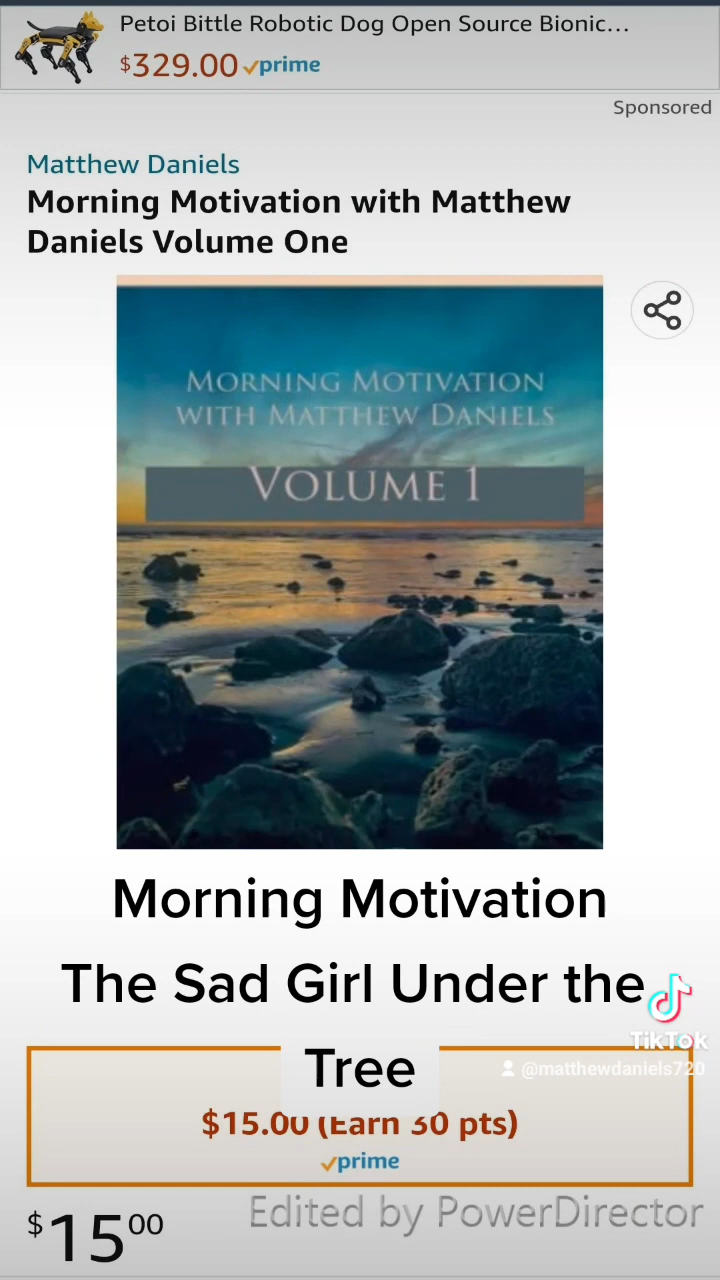 Petoi Bittle Robotic Dog Open Source Bionic...
$329.00 prime
Sponsored
Matthew Daniels
Morning Motivation with Matthew
Daniels Volume One
MORNING MOTIVATION
WITH MATTHEW DANIELS
VOLUME 1
Morning Motivation
The Sad Girl Under the
Tree
TikTok
@matthewdaniels720
$15.00 (Earn 30 pts)
prime
$1500
Edited by PowerDirector